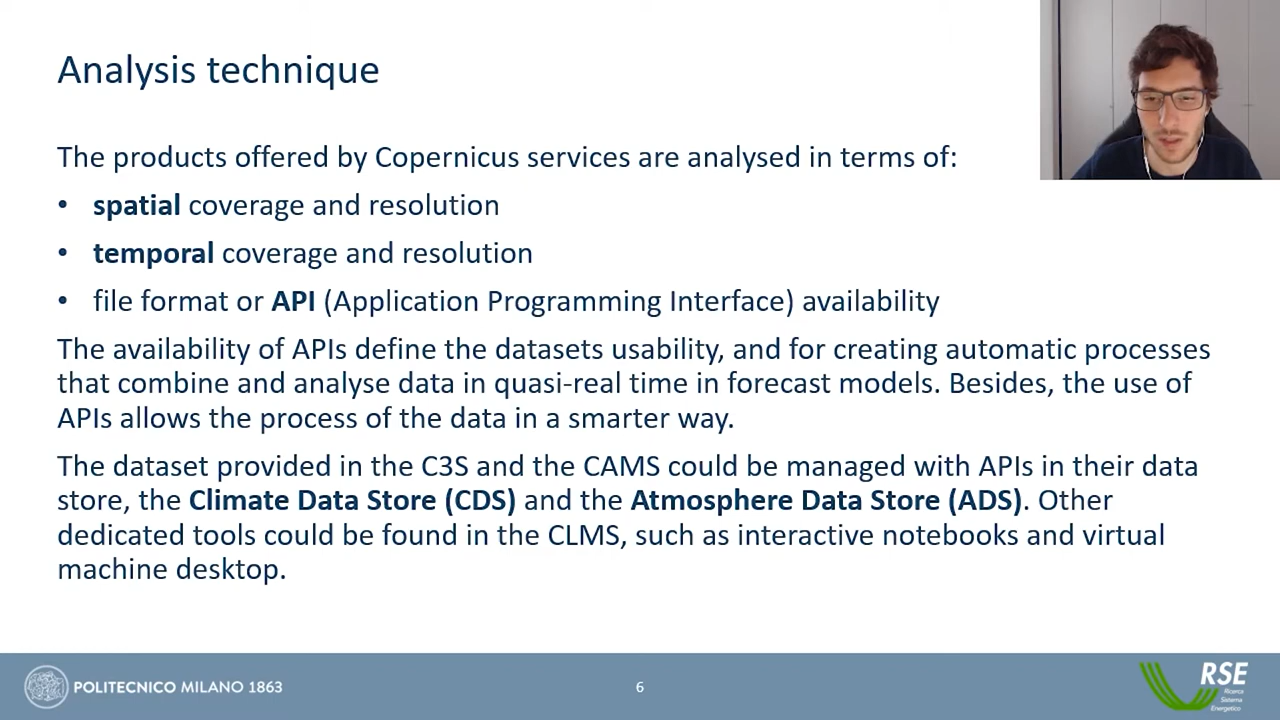 Analysis technique
The products offered by Copernicus services are analysed in terms of:
• spatial coverage and resolution
• temporal coverage and resolution
• file format or API (Application Programming Interface) availability
The availability of APIs define the datasets usability, and for creating automatic processes
that combine and analyse data in quasi-real time in forecast models. Besides, the use of
APIs allows the process of the data in a smarter way.
The dataset provided in the C3S and the CAMS could be managed with APIs in their data
store, the Climate Data Store (CDS) and the Atmosphere Data Store (ADS). Other
dedicated tools could be found in the CLMS, such as interactive notebooks and virtual
machine desktop.
POLITECNICO MILANO 1863
6
RSE
Ricerca
Sistema
Energetico